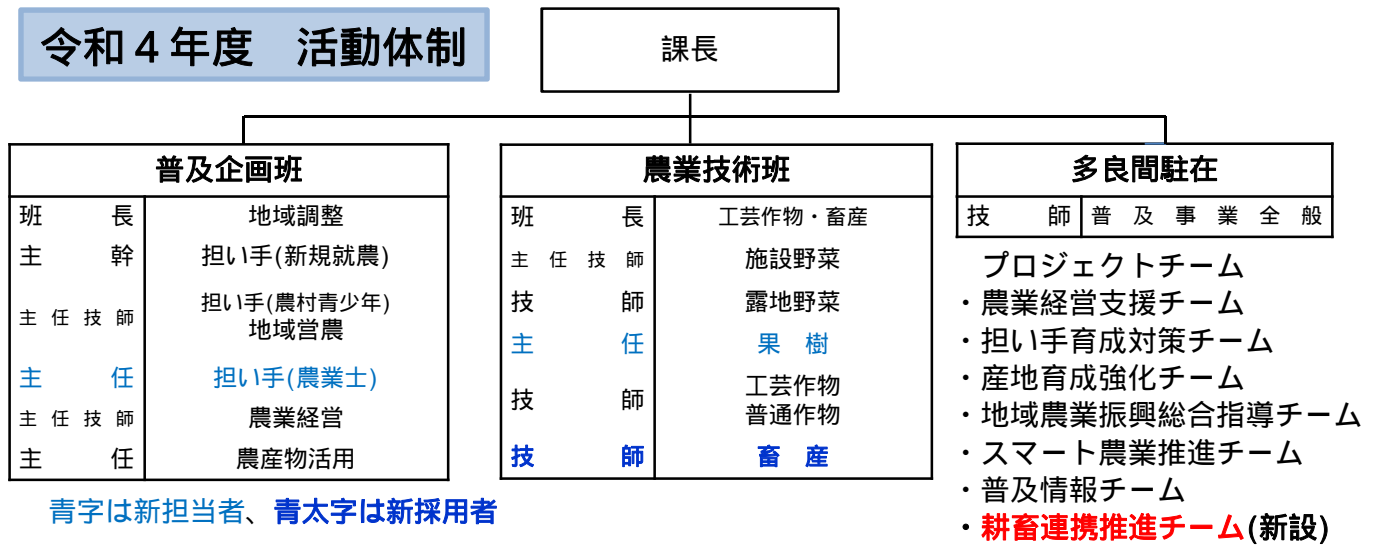 令和４年度　活動体制
課長
普及企画班
班長　地域調整
主幹　担い手(新規就農)
主任技師　担い手(農村青少年)
地域営農
主任　担い手(農業士)
主任技師　農業経営
主任　農産物活用
青字は新担当者、青太字は新採用者
農業技術班
班長　工芸作物・畜産
主任技師　施設野菜
技師　露地野菜
主任　果樹
技師　工芸作物
普通作物
技師　畜産
多良間駐在
技師　普及事業全般
プロジェクトチーム
・農業経営支援チーム
・担い手育成対策チーム
・産地育成強化チーム
・地域農業振興総合指導チーム
・スマート農業推進チーム
・普及情報チーム
・耕畜連携推進チーム(新設)